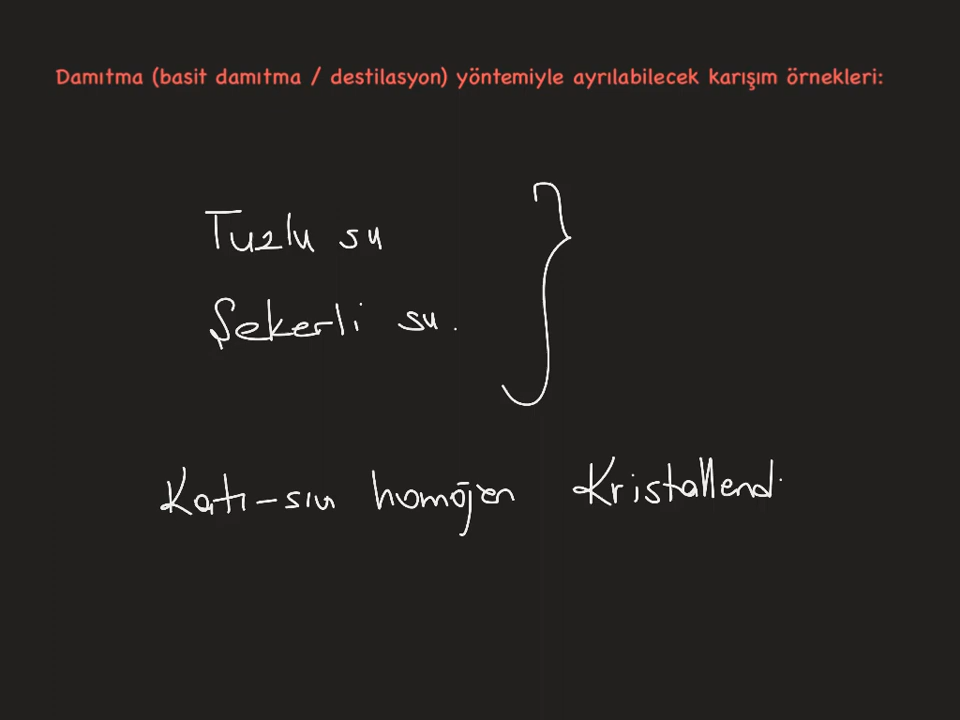 Damıtma (basit damıtma / destilasyon) yöntemiyle ayrılabilecek karışım örnekleri:
Tuzlu su
Şekerli su.
Katı-sıvı homojen Kristallend.